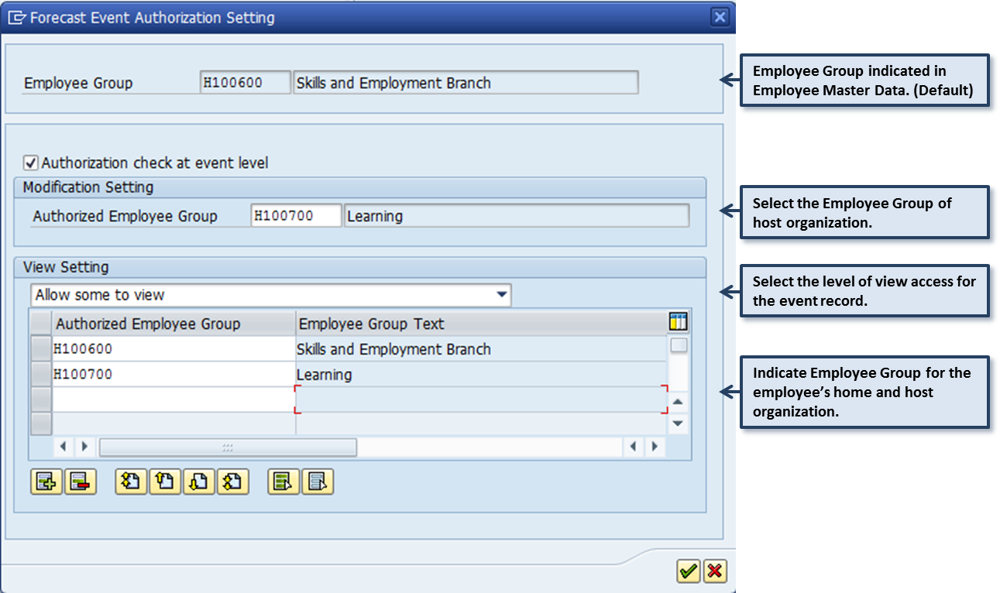 Forecast Event Authorization Setting
Employee Group H100600 Skills and Employment Branch
Employee Group indicated in
Employee Master Data. (Default)
Authorization check at event level
Modification Setting
Authorized Employee Group H100700 Learning
Select the Employee Group of
host organization.
View Setting
Allow some to view
Select the level of view access for
the event record.
Authorized Employee Group Employee Group Text
H100600 Skills and Employment Branch
H100700 Learning
Indicate Employee Group for the
employee’s home and host
organization.